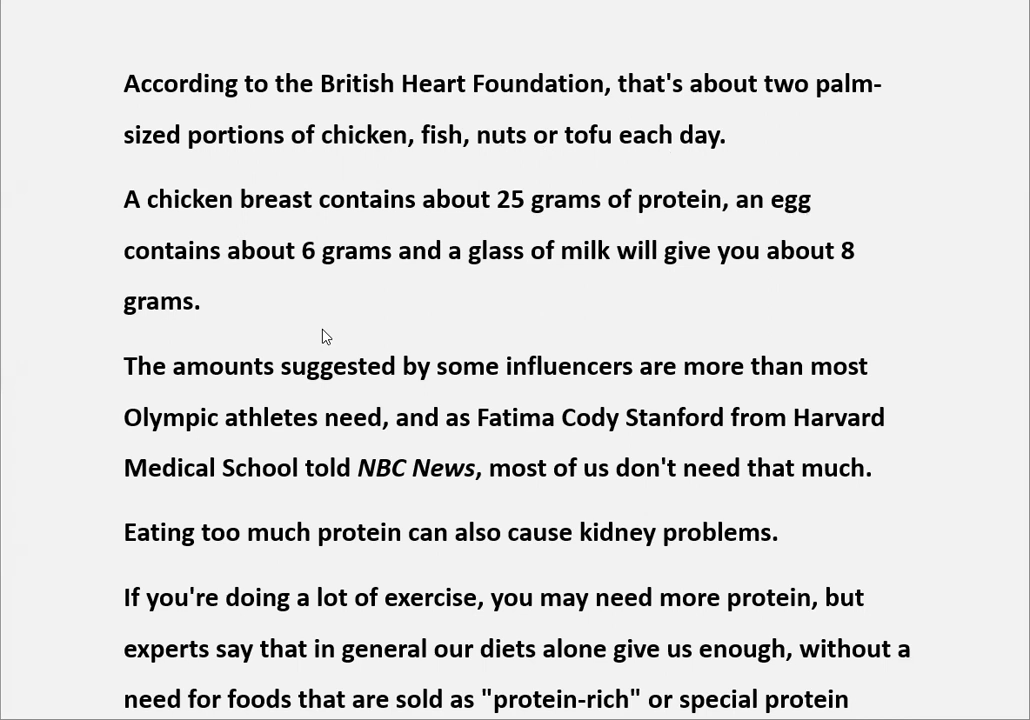 According to the British Heart Foundation, that's about two palm-
sized portions of chicken, fish, nuts or tofu each day.
A chicken breast contains about 25 grams of protein, an egg
contains about 6 grams and a glass of milk will give you about 8
grams.
The amounts suggested by some influencers are more than most
Olympic athletes need, and as Fatima Cody Stanford from Harvard
Medical School told NBC News, most of us don't need that much.
Eating too much protein can also cause kidney problems.
If you're doing a lot of exercise, you may need more protein, but
experts say that in general our diets alone give us enough, without a
need for foods that are sold as "protein-rich" or special protein